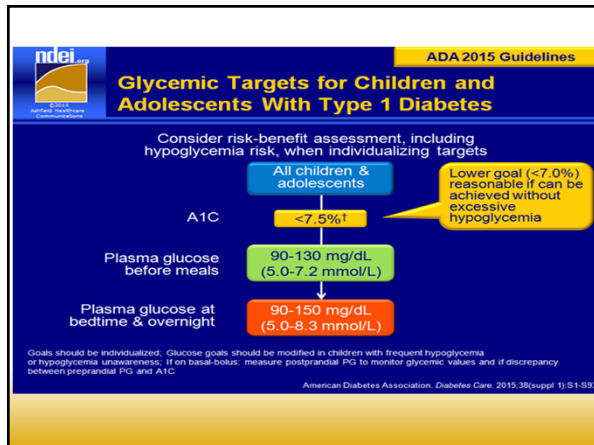 ndei.org
©2014
Ashfield Healthcare
Communications
ADA 2015 Guidelines
Glycemic Targets for Children and
Adolescents With Type 1 Diabetes
Consider risk-benefit assessment, including
hypoglycemia risk, when individualizing targets
All children &
adolescents
Lower goal (<7.0%)
reasonable if can be
achieved without
excessive
hypoglycemia
A1C
<7.5%†
Plasma glucose
before meals
90-130 mg/dL
(5.0-7.2 mmol/L)
Plasma glucose at
bedtime & overnight
90-150 mg/dL
(5.0-8.3 mmol/L)
Goals should be individualized; Glucose goals should be modified in children with frequent hypoglycemia
or hypoglycemia unawareness; If on basal-bolus: measure postprandial PG to monitor glycemic values and if discrepancy
between preprandial PG and A1C
American Diabetes Association. Diabetes Care. 2015;38(suppl 1):S1-S93